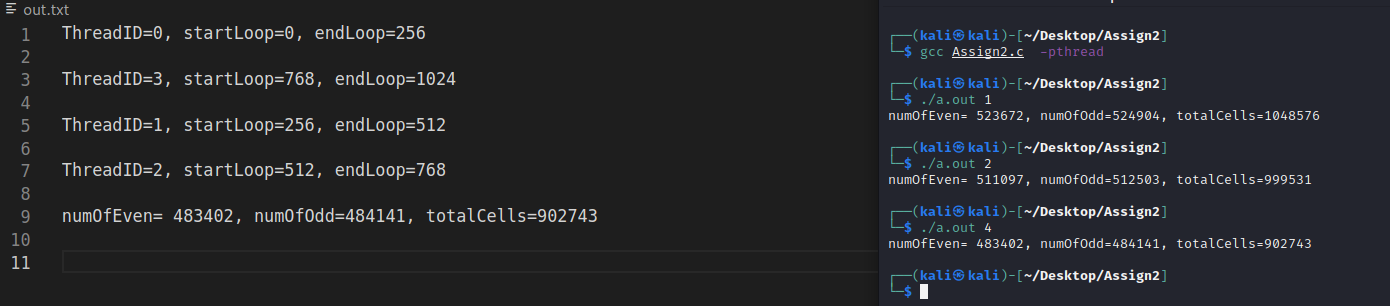 out.txt
1 ThreadID=0, startLoop=0, endLoop=256
2
3 ThreadID=3, startLoop=768, endLoop=1024
4
5 ThreadID=1, startLoop=256, endLoop=512
6
7 ThreadID=2, startLoop=512, endLoop=768
8
9 numOfEven= 483402, numOfOdd=484141, totalCells=902743
10
11
┌──(kali㉿kali)-[~/Desktop/Assign2]
└─$ gcc Assign2.c  -pthread
┌──(kali㉿kali)-[~/Desktop/Assign2]
└─$ ./a.out 1
numOfEven= 523672, numOfOdd=524904, totalCells=1048576
┌──(kali㉿kali)-[~/Desktop/Assign2]
└─$ ./a.out 2
numOfEven= 511097, numOfOdd=512503, totalCells=999531
┌──(kali㉿kali)-[~/Desktop/Assign2]
└─$ ./a.out 4
numOfEven= 483402, numOfOdd=484141, totalCells=902743
┌──(kali㉿kali)-[~/Desktop/Assign2]
└─$